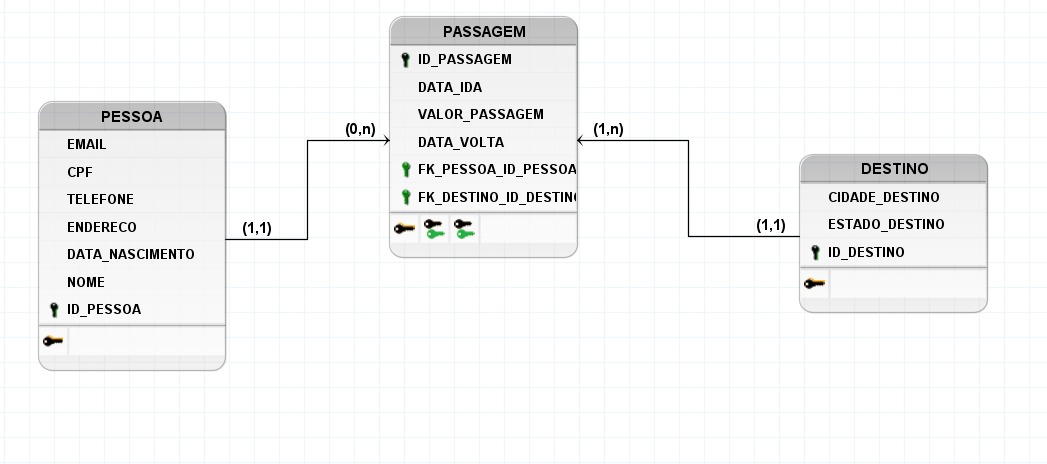 PESSOA
EMAIL
CPF
TELEFONE
ENDERECO
DATA_NASCIMENTO
NOME
ID_PESSOA
(1,1)
(0,n)
PASSAGEM
ID_PASSAGEM
DATA_IDA
VALOR_PASSAGEM
DATA_VOLTA
FK_PESSOA_ID_PESSOA
FK_DESTINO_ID_DESTIN
(1,n)
(1,1)
DESTINO
CIDADE_DESTINO
ESTADO_DESTINO
ID_DESTINO